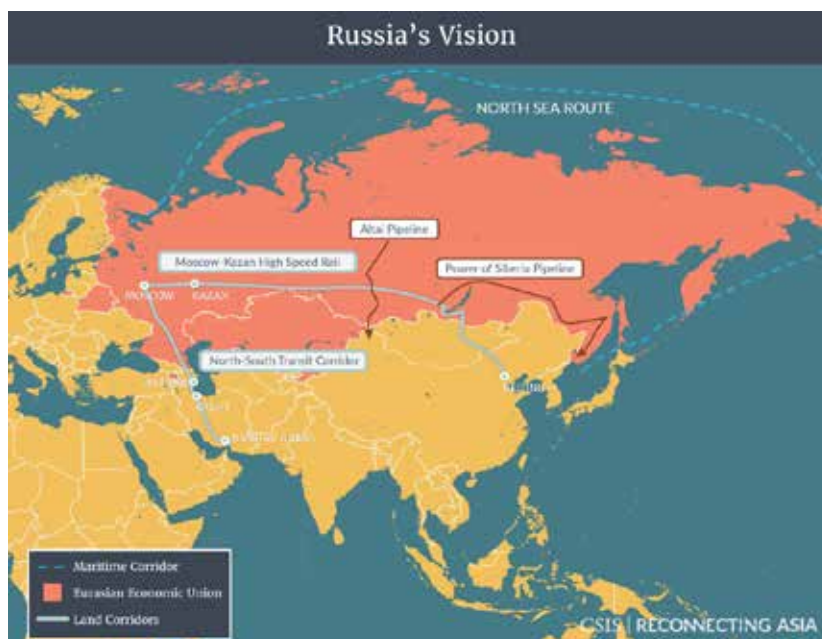 Russia's Vision
NORTH SEA ROUTE
Altai Pipeline
Moscow-Kazan High Speed Rail
Power of Siberia Pipeline
MOSCOW
KAZAN
North-South Transit Corridor
Maritime Corridor
Eurasian Economic Union
Land Corridors
CSIS | RECONNECTING ASIA